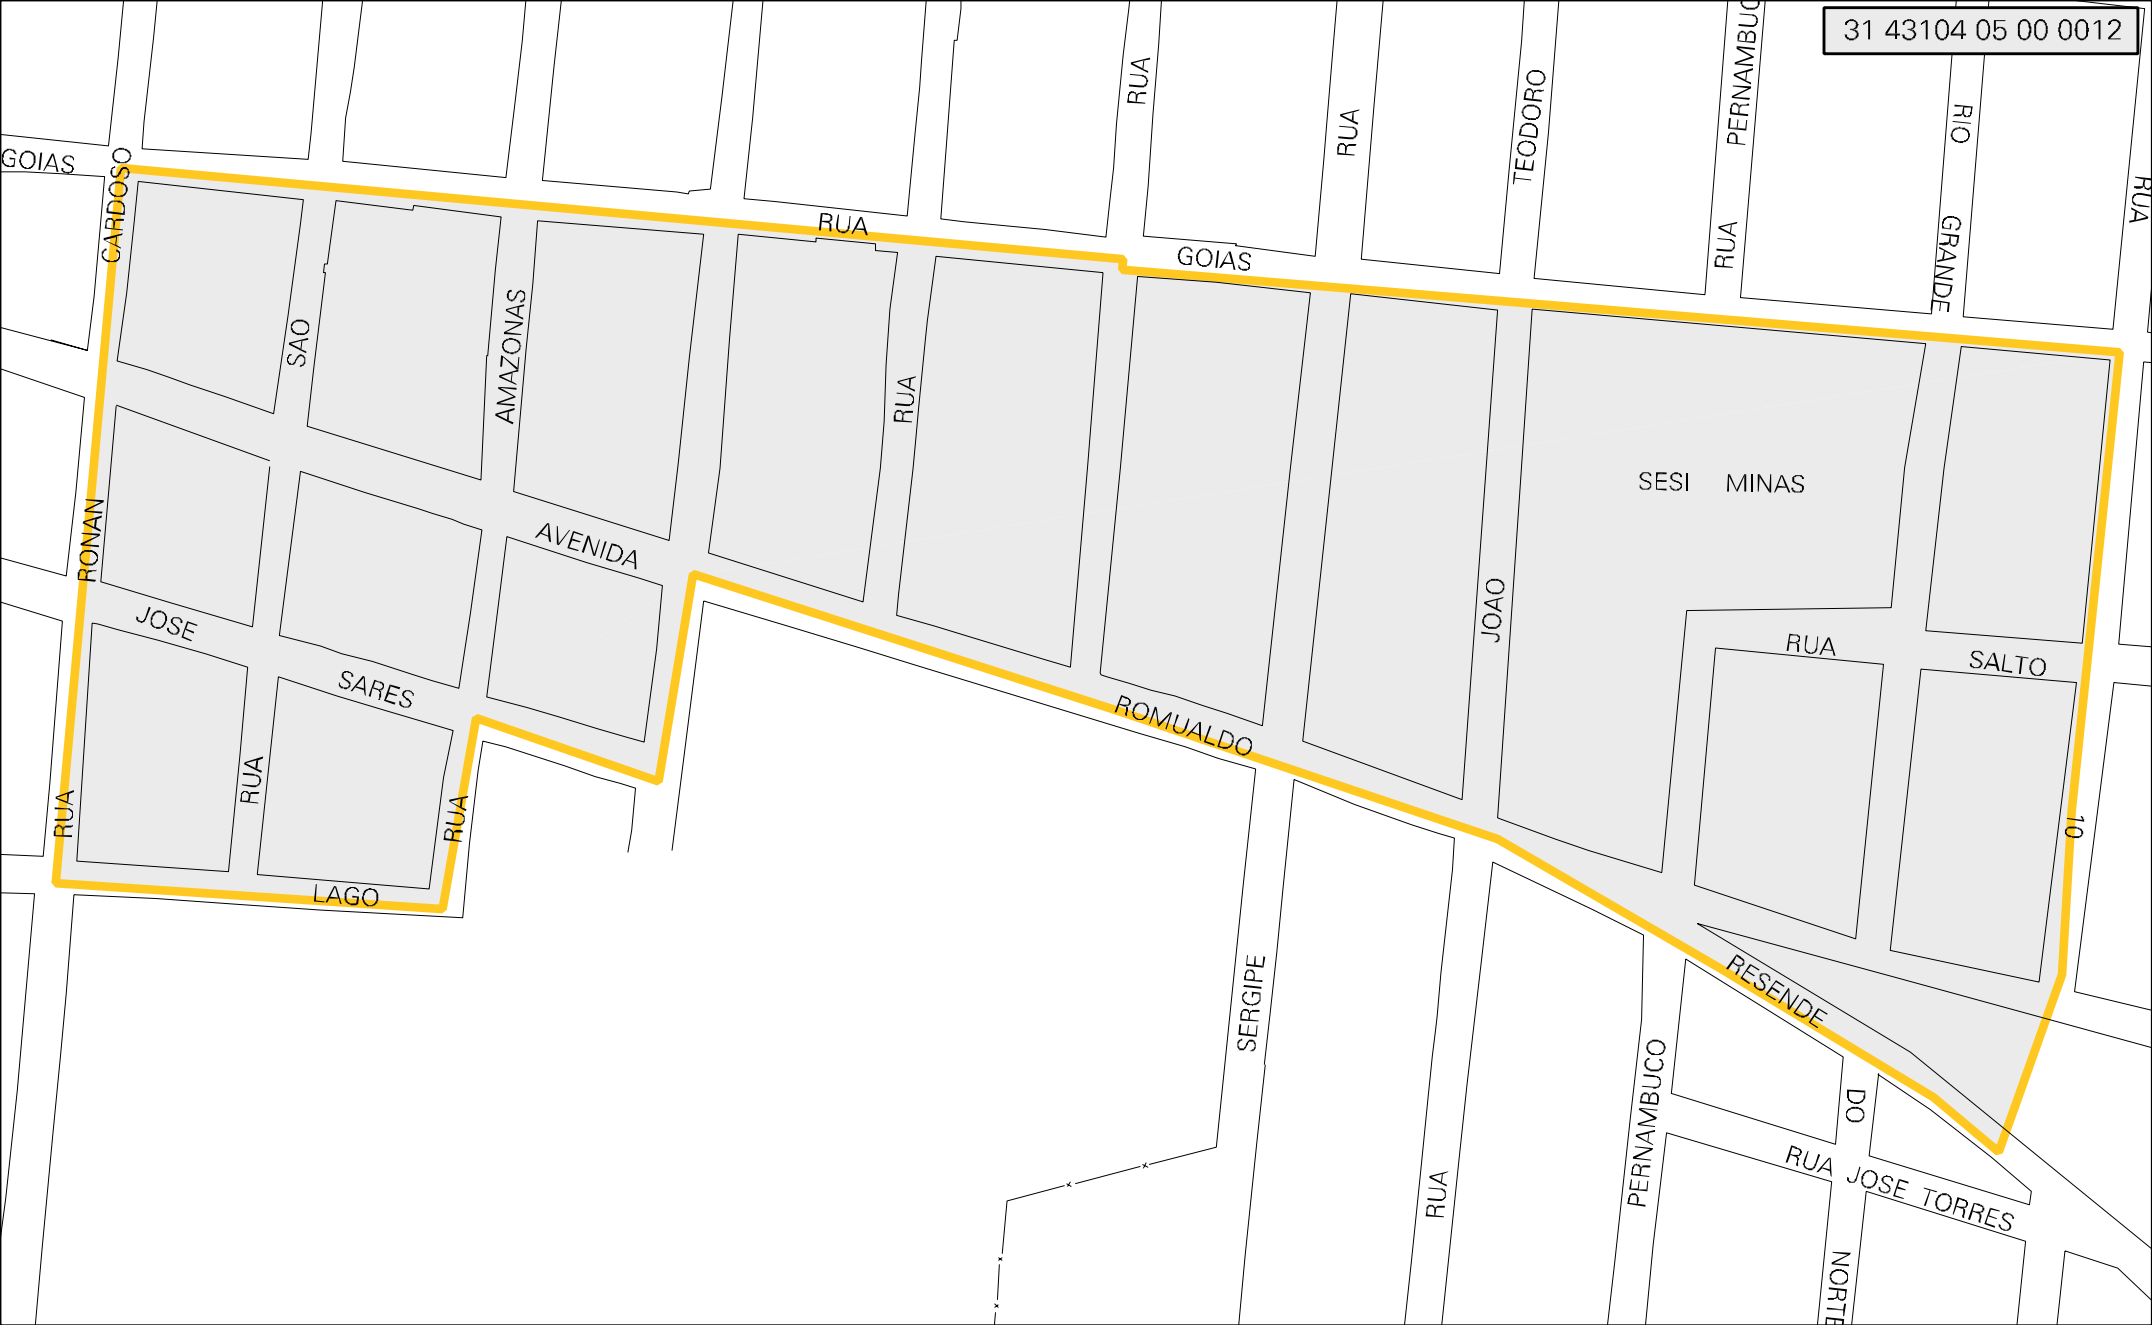 31 43104 05 00 0012
PERNAMBUC
RUA
RUA
TEODORO
RIO
GOIAS
CARDOSO
RUA
RUA
GOIAS
RUA
GRANDE
SAO
AMAZONAS
RUA
SESI MINAS
RONAN
AVENIDA
JOSE
JOAO
RUA
SALTO
SARES
ROMUALDO
RUA
RUA
RUA
10
LAGO
SERGIPE
RESENDE
PERNAMBUCO
DO
RUA
RUA JOSE TORRES
NORTE